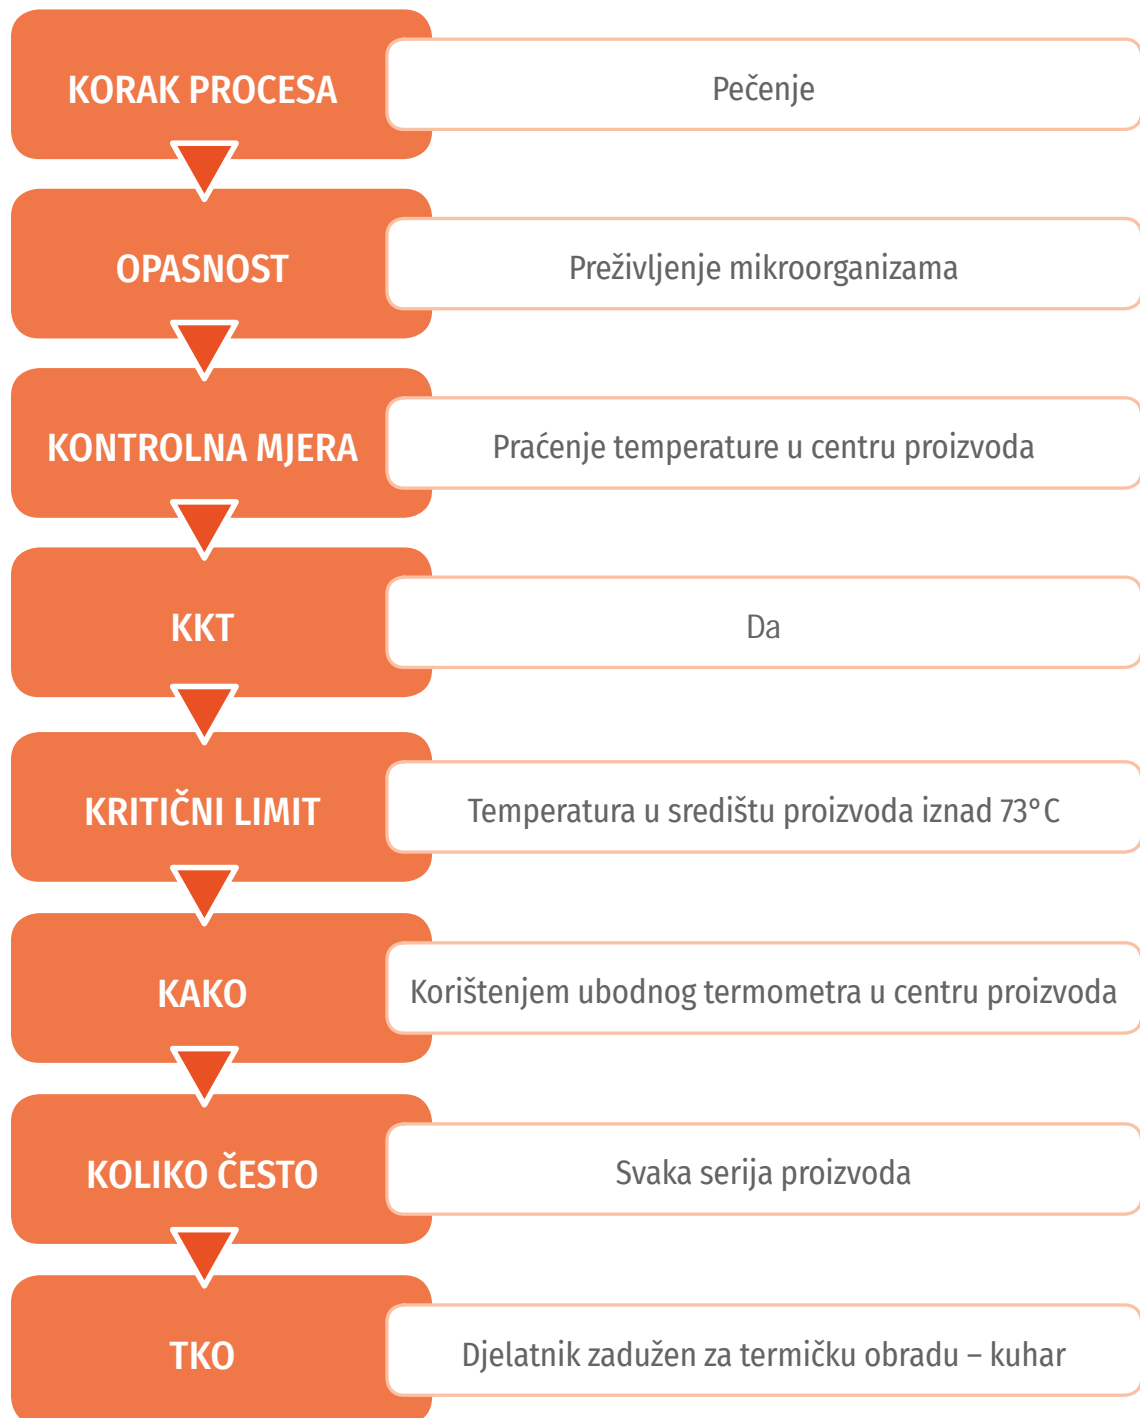 KORAK PROCESA
Pečenje
OPASNOST
Preživljenje mikroorganizama
KONTROLNA MJERA
Praćenje temperature u centru proizvoda
KKT
Da
KRITIČNI LIMIT
Temperatura u središtu proizvoda iznad 73°C
KAKO
Korištenjem ubodnog termometra u centru proizvoda
KOLIKO ČESTO
Svaka serija proizvoda
TKO
Djelatnik zadužen za termičku obradu – kuhar